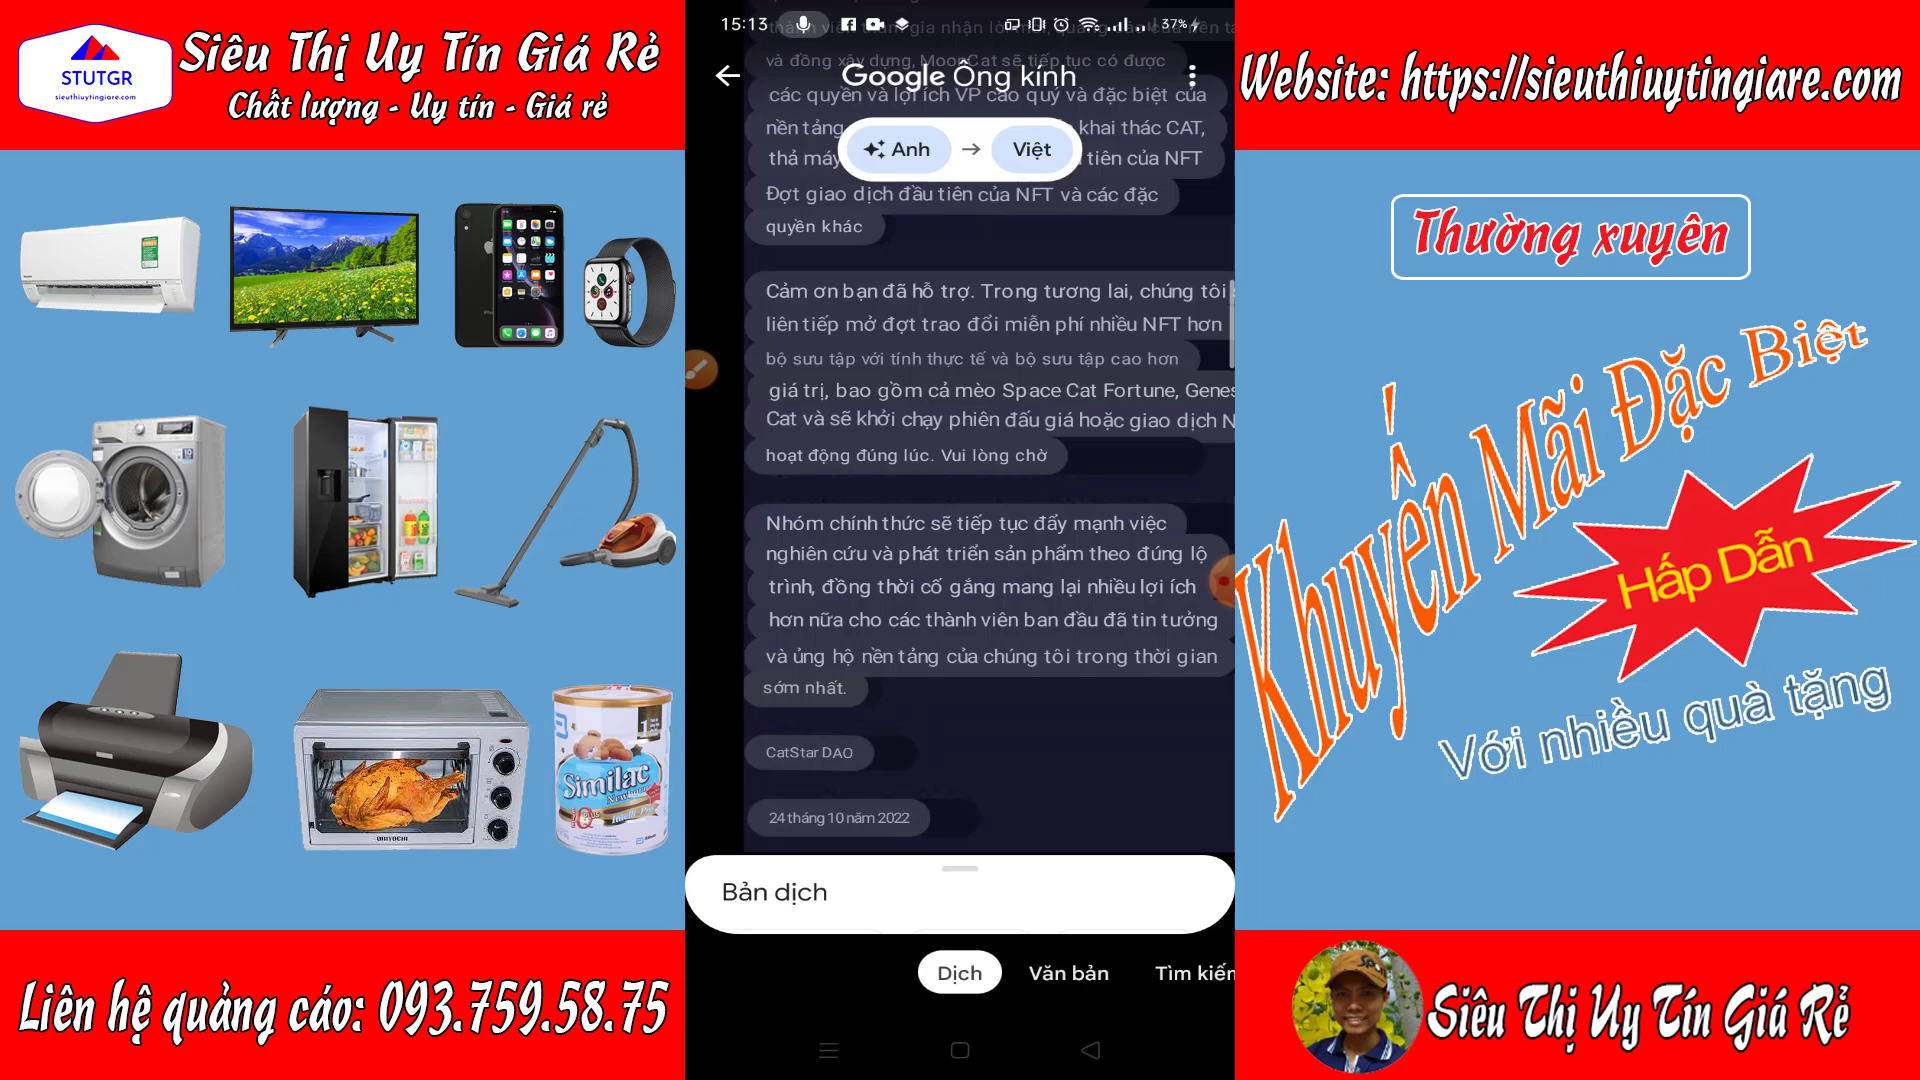 STUTGR
sieuthiuytingiare.com
Siêu Thị Uy Tín Giá Rẻ
Chất lượng - Uy tín - Giá rẻ
Liên hệ quảng cáo: 093.759.58.75
Similac
QRITOCHI
15:13
37%
và đồng xây dựng, MoonCat sẽ tiếp tục có được
Google Ống kính
các quyền và lợi ích VP cao quý và đặc biệt của
nền tảng
khai thác CAT,
Anh → Việt
thả máy
tiên của NFT
Đợt giao dịch đầu tiên của NFT và các đặc
quyền khác
Cảm ơn bạn đã hỗ trợ. Trong tương lai, chúng tôi
liên tiếp mở đợt trao đổi miễn phí nhiều NFT hơn
bộ sưu tập với tính thực tế và bộ sưu tập cao hơn
giá trị, bao gồm cả mèo Space Cat Fortune, Genes
Cat và sẽ khởi chạy phiên đấu giá hoặc giao dịch N
hoạt động đúng lúc. Vui lòng chờ
Nhóm chính thức sẽ tiếp tục đẩy mạnh việc
nghiên cứu và phát triển sản phẩm theo đúng lộ
trình, đồng thời cố gắng mang lại nhiều lợi ích
hơn nữa cho các thành viên ban đầu đã tin tưởng
và ủng hộ nền tảng của chúng tôi trong thời gian
sớm nhất.
CatStar DAO
24 tháng 10 năm 2022
Bản dịch
Dịch
Văn bản
Tìm kiếm
Website: https://sieuthiuytingiare.com
Thường xuyên
Khuyến Mãi Đặc Biệt
Hấp Dẫn
Với nhiều quà tặng
Siêu Thị Uy Tín Giá Rẻ